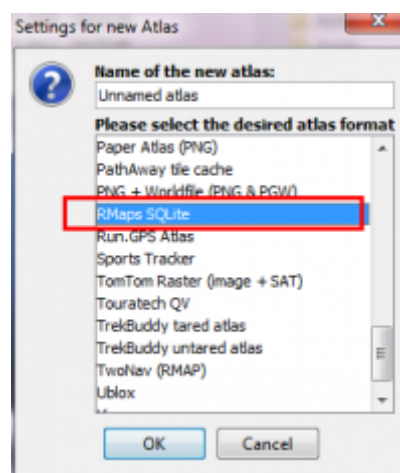 Settings for new Atlas
Name of the new atlas:
Unnamed atlas
Please select the desired atlas format
Paper Atlas (PNG)
PathAway tile cache
PNG + Worldfile (PNG & PGW)
RMaps SQLite
Run.GPS Atlas
Sports Tracker
TomTom Raster (image + SAT)
Touratech QV
TrekBuddy tared atlas
TrekBuddy untared atlas
TwoNav (RMAP)
Ublox
OK Cancel